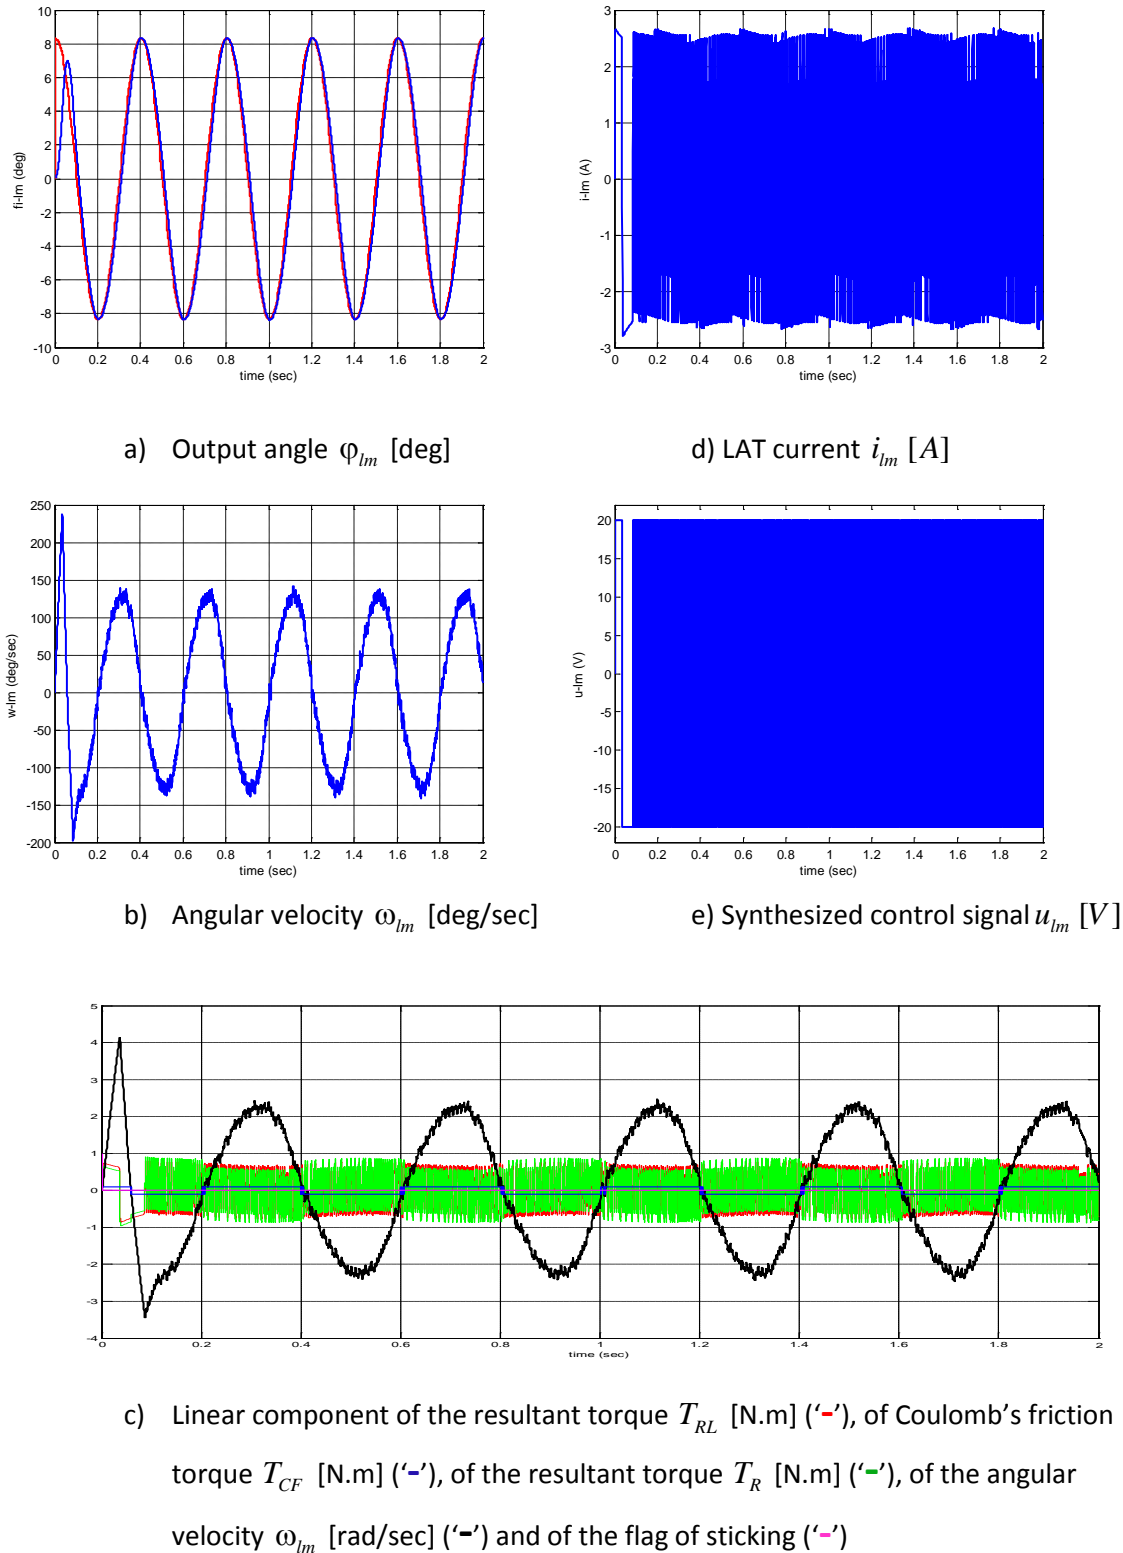 10
8
6
4
2
0
-2
-4
-6
-8
-10
fi-lm (deg)
0 0.2 0.4 0.6 0.8 1 1.2 1.4 1.6 1.8 2
time (sec)
3
2
1
0
-1
-2
-3
i-lm (A)
0 0.2 0.4 0.6 0.8 1 1.2 1.4 1.6 1.8 2
time (sec)
a) Output angle φlm [deg]
d) LAT current ilm [A]
250
200
150
100
50
0
-50
-100
-150
-200
w-lm (deg/sec)
0 0.2 0.4 0.6 0.8 1 1.2 1.4 1.6 1.8 2
time (sec)
20
15
10
5
0
-5
-10
-15
-20
u-lm (V)
0 0.2 0.4 0.6 0.8 1 1.2 1.4 1.6 1.8 2
time (sec)
b) Angular velocity ωlm [deg/sec]
e) Synthesized control signal ulm [V]
5
4
3
2
1
0
-1
-2
-3
-4
0 0.2 0.4 0.6 0.8 1 1.2 1.4 1.6 1.8 2
time (sec)
c) Linear component of the resultant torque TRL [N.m] (‘-’), of Coulomb’s friction
torque TCF [N.m] (‘-’), of the resultant torque TR [N.m] (‘-’), of the angular
velocity ωlm [rad/sec] (‘-’) and of the flag of sticking (‘-’)